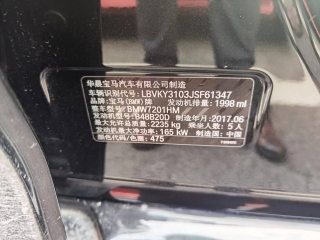 华晨宝马汽车有限公司制造
车辆识别代号: LBVKY3103JSF61347
品牌: 宝马(BMW)牌 发动机排量: 1998 ml
整车型号: BMW7201HM
发动机型号: B48B20D 制造年月: 2017.06
最大允许总质量: 2235 kg 乘坐人数: 5人
发动机最大净功率: 165 kW 制造国: 中国
颜色代码/色圈: 475